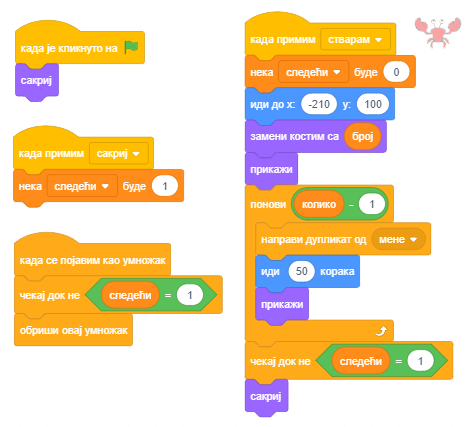 када је кликнуто на
сакриј
када примим сакриј
нека следећи буде 1
када се појавим као умножак
чекај док не следећи = 1
обриши овај умножак
када примим стварам
нека следећи буде 0
иди до x: -210 y: 100
замени костим са број
прикажи
понови колико - 1
направи дупликат од мене
иди 50 корака
прикажи
чекај док не следећи = 1
сакриј